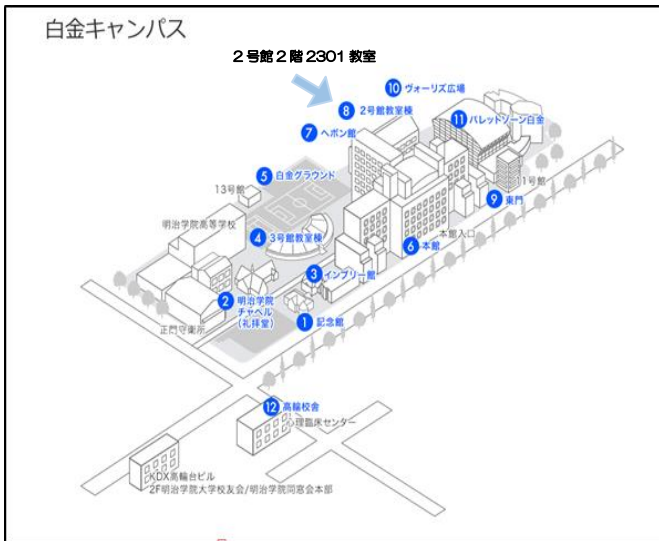 白金キャンパス
2号館2階2301教室
10 ヴォーリズ広場
8 2号館教室棟
11 パレットゾーン白金
7 ヘボン館
5 白金グラウンド
13号館
11号館
9 東門
明治学院高等学校
4 3号館教室棟
本館入口
6 本館
3 インブリー館
2 明治学院
チャペル
(礼拝堂)
1 記念館
正門守衛所
12 高輪校舎
心理臨床センター
KDX高輪台ビル
2F明治学院大学校友会/明治学院同窓会本部